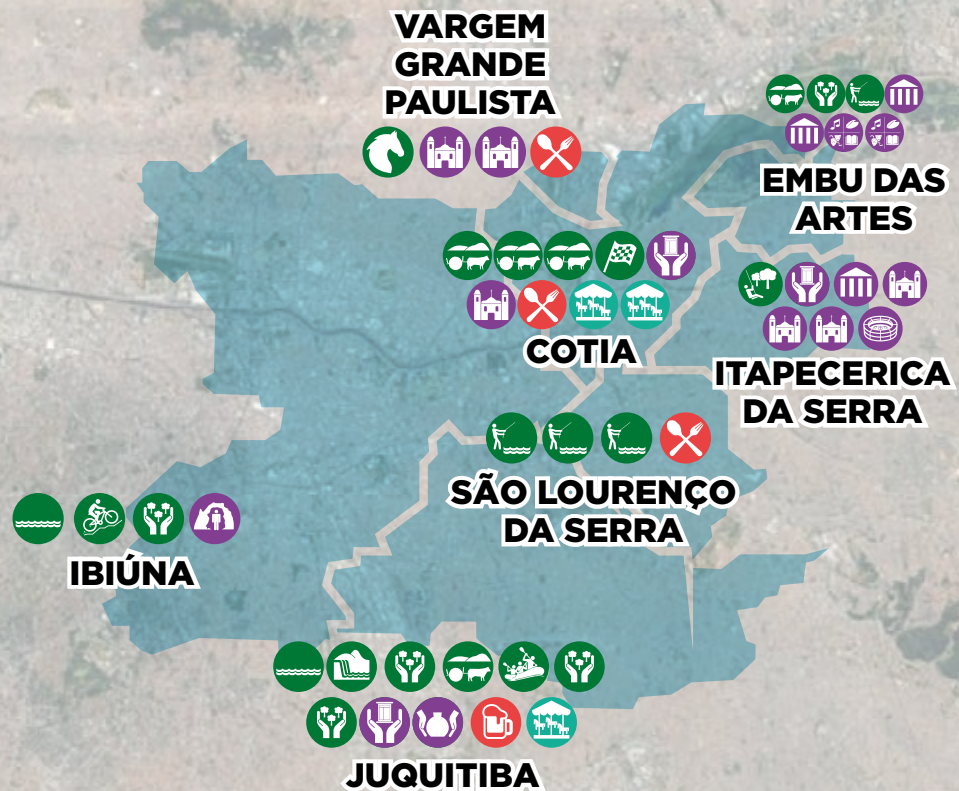 VARGEM
GRANDE
PAULISTA
EMBU DAS
ARTES
COTIA
ITAPECERICA
DA SERRA
SÃO LOURENÇO
DA SERRA
IBIÚNA
JUQUITIBA